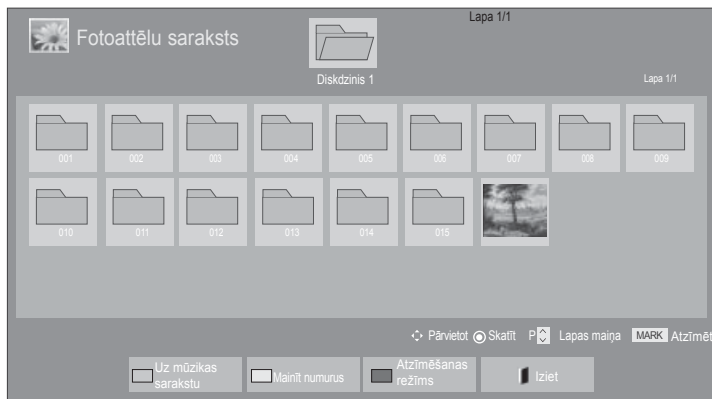 Lapa 1/1
Fotoattēlu saraksts
Diskdzinis 1
Lapa 1/1
001 002 003 004 005 006 007 008 009
010 011 012 013 014 015
Pārvietot Skatīt P Lapas maiņa MARK Atzīmēt
Uz mūzikas
sarakstu
Mainīt numurus
Atzīmēšanas
režīms
Iziet